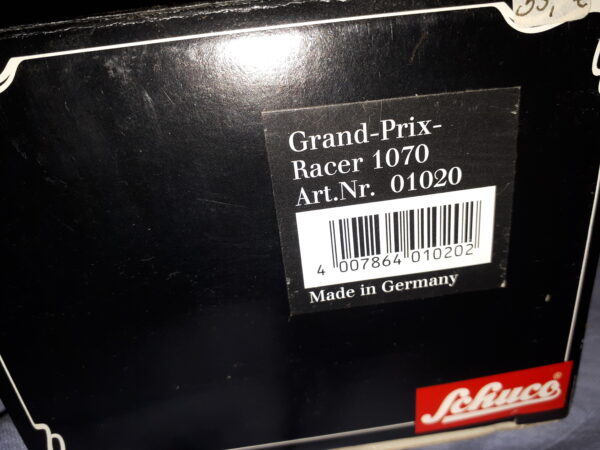 Grand-Prix-
Racer 1070
Art.Nr. 01020
4 007864 010202
Made in Germany
Schuco®